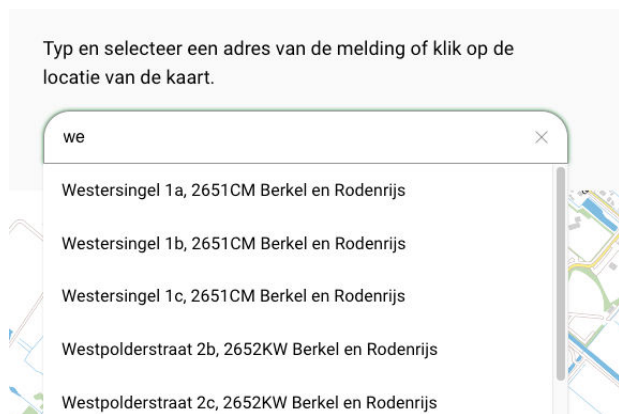 Typ en selecteer een adres van de melding of klik op de
locatie van de kaart.
we
Westersingel 1a, 2651CM Berkel en Rodenrijs
Westersingel 1b, 2651CM Berkel en Rodenrijs
Westersingel 1c, 2651CM Berkel en Rodenrijs
Westpolderstraat 2b, 2652KW Berkel en Rodenrijs
Westpolderstraat 2c, 2652KW Berkel en Rodenrijs